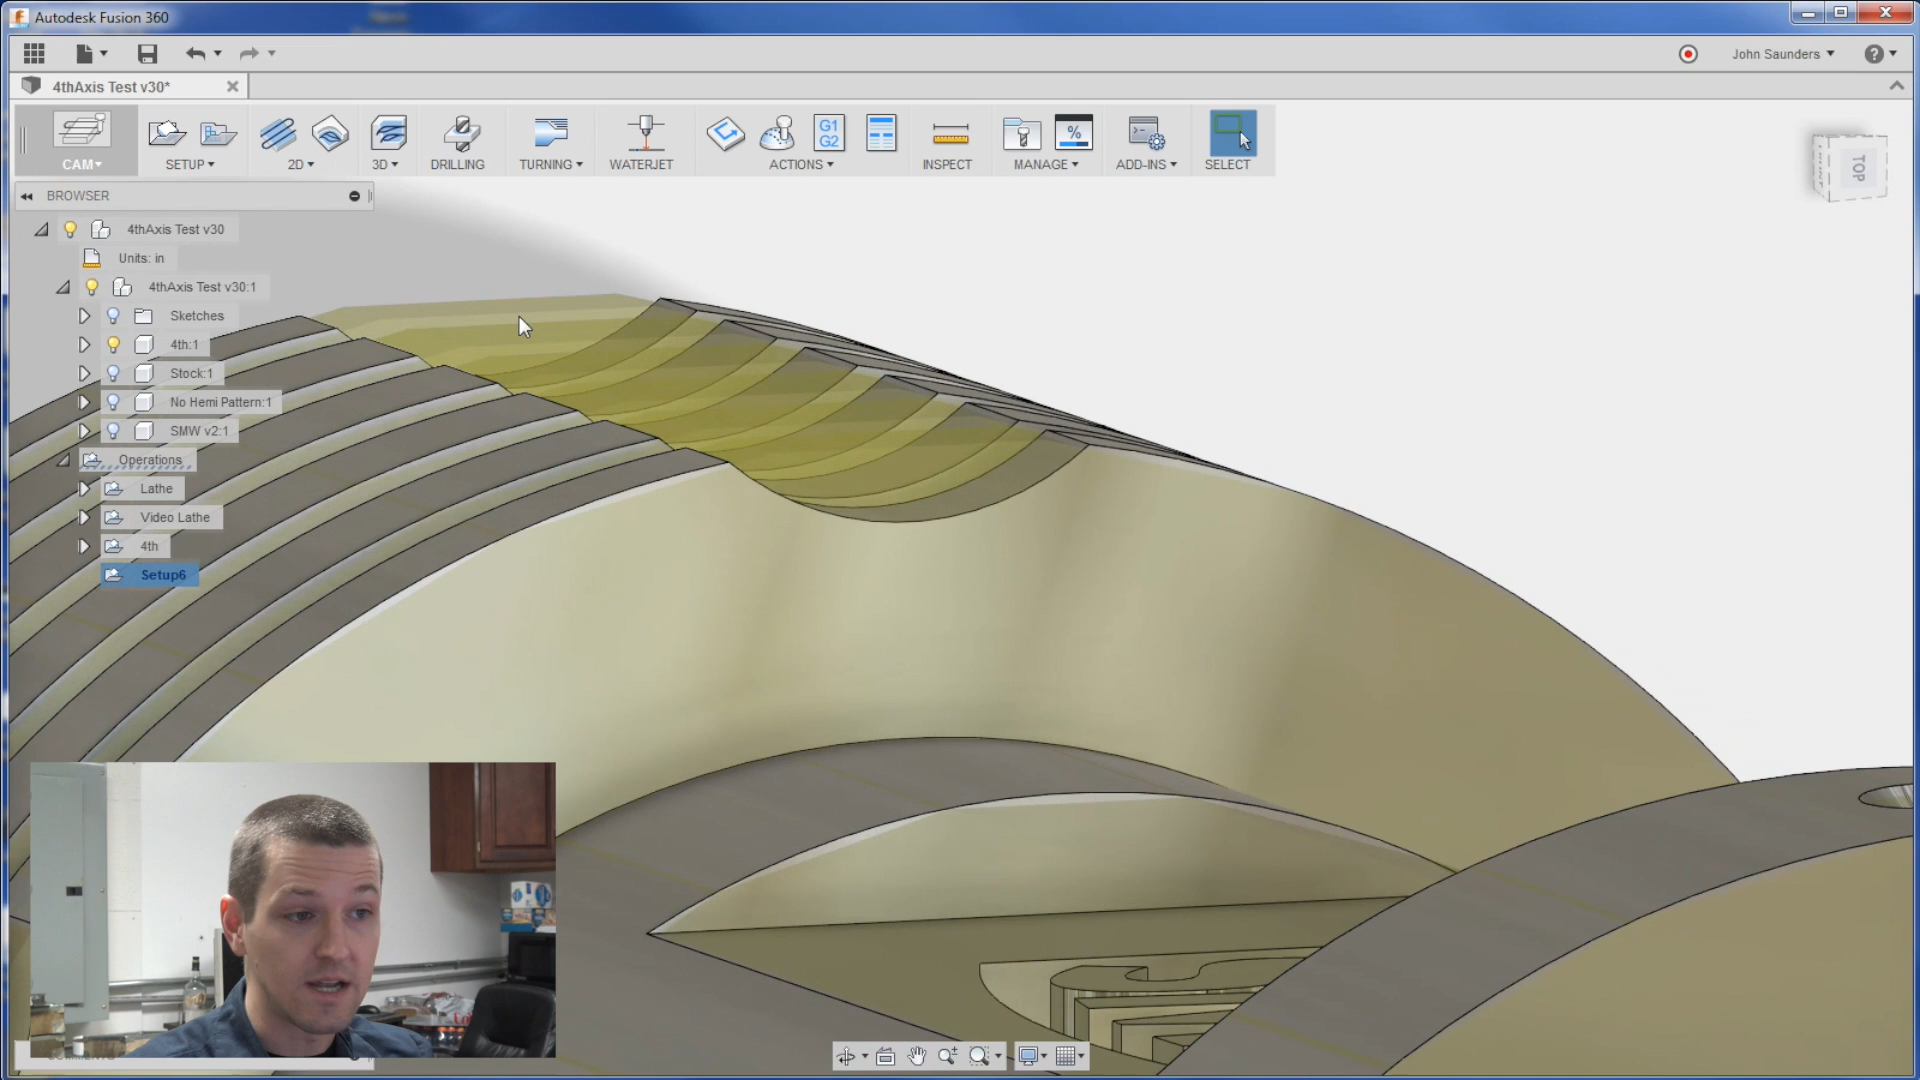 Autodesk Fusion 360
John Saunders
4thAxis Test v30*
CAM
SETUP
2D
3D
DRILLING
TURNING
WATERJET
G1
G2
ACTIONS
INSPECT
%
MANAGE
ADD-INS
SELECT
TOP
BROWSER
4thAxis Test v30
Units: in
4thAxis Test v30:1
Sketches
4th:1
Stock:1
No Hemi Pattern:1
SMW v2:1
Operations
Lathe
Video Lathe
4th
Setup6